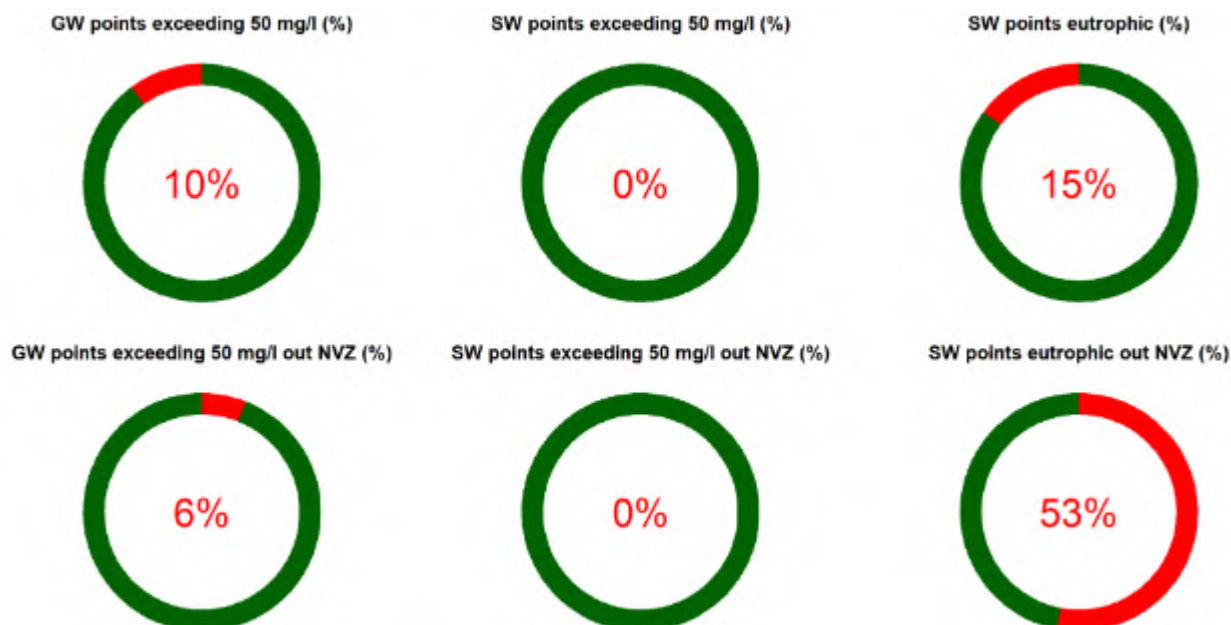 GW points exceeding 50 mg/l (%)
SW points exceeding 50 mg/l (%)
SW points eutrophic (%)
10%
0%
15%
GW points exceeding 50 mg/l out NVZ (%)
SW points exceeding 50 mg/l out NVZ (%)
SW points eutrophic out NVZ (%)
6%
0%
53%